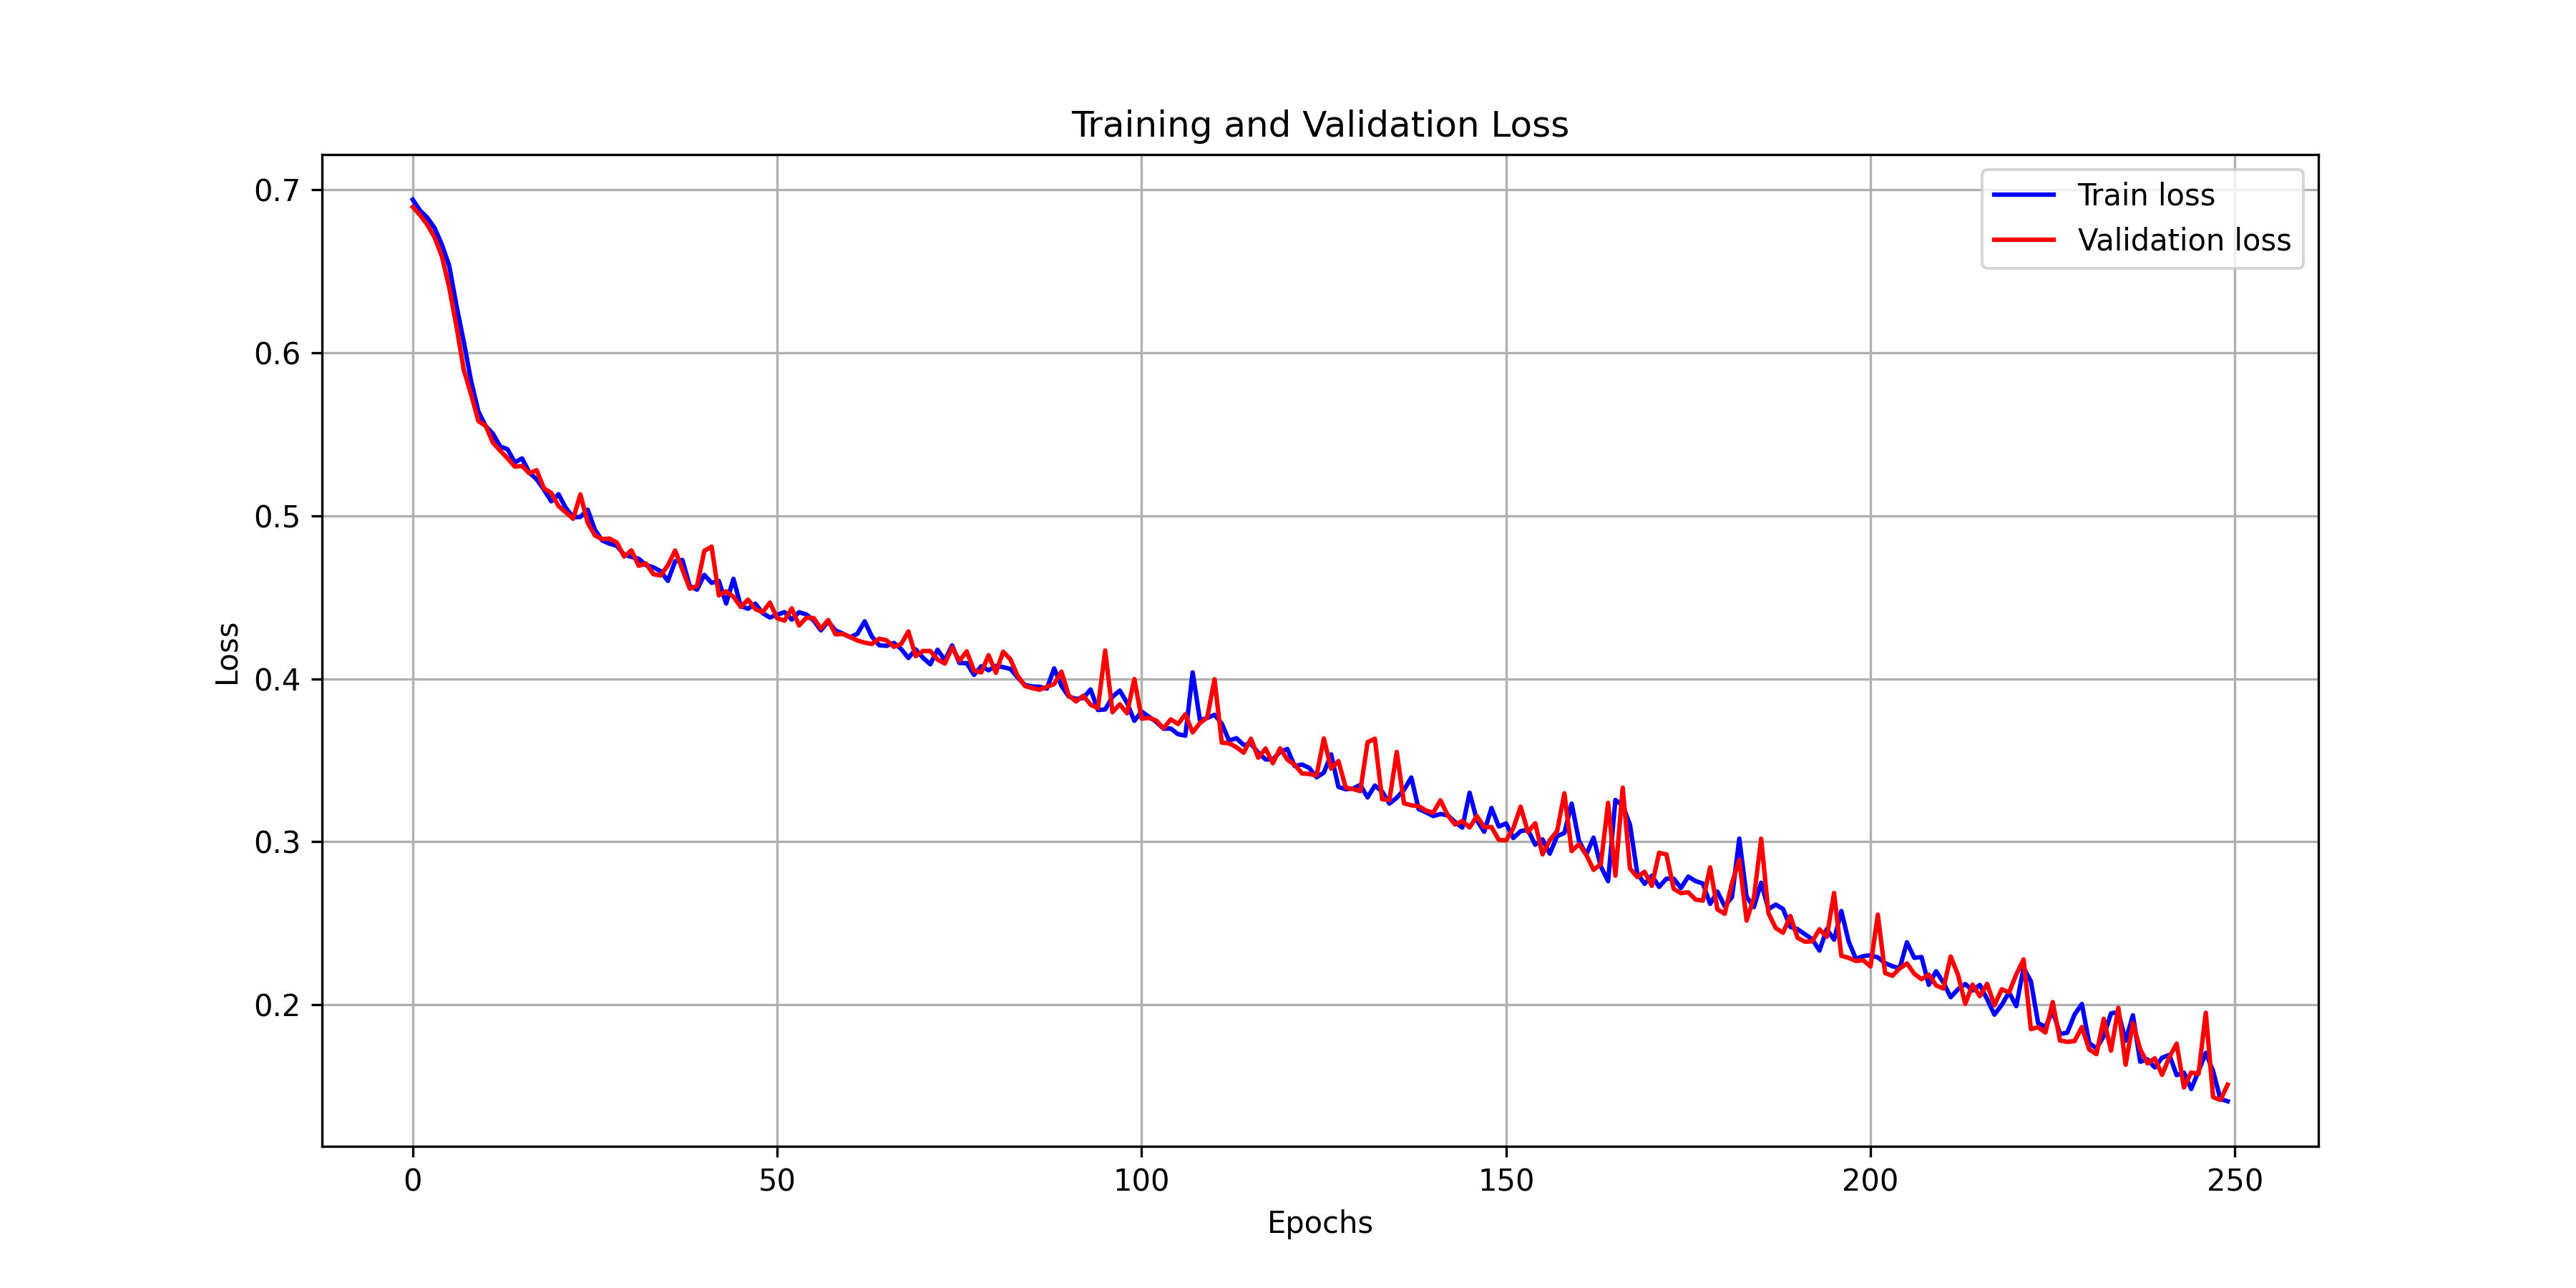 Training and Validation Loss
Train loss
Validation loss
0.7
0.6
0.5
0.4
0.3
0.2
Loss
0 50 100 150 200 250
Epochs